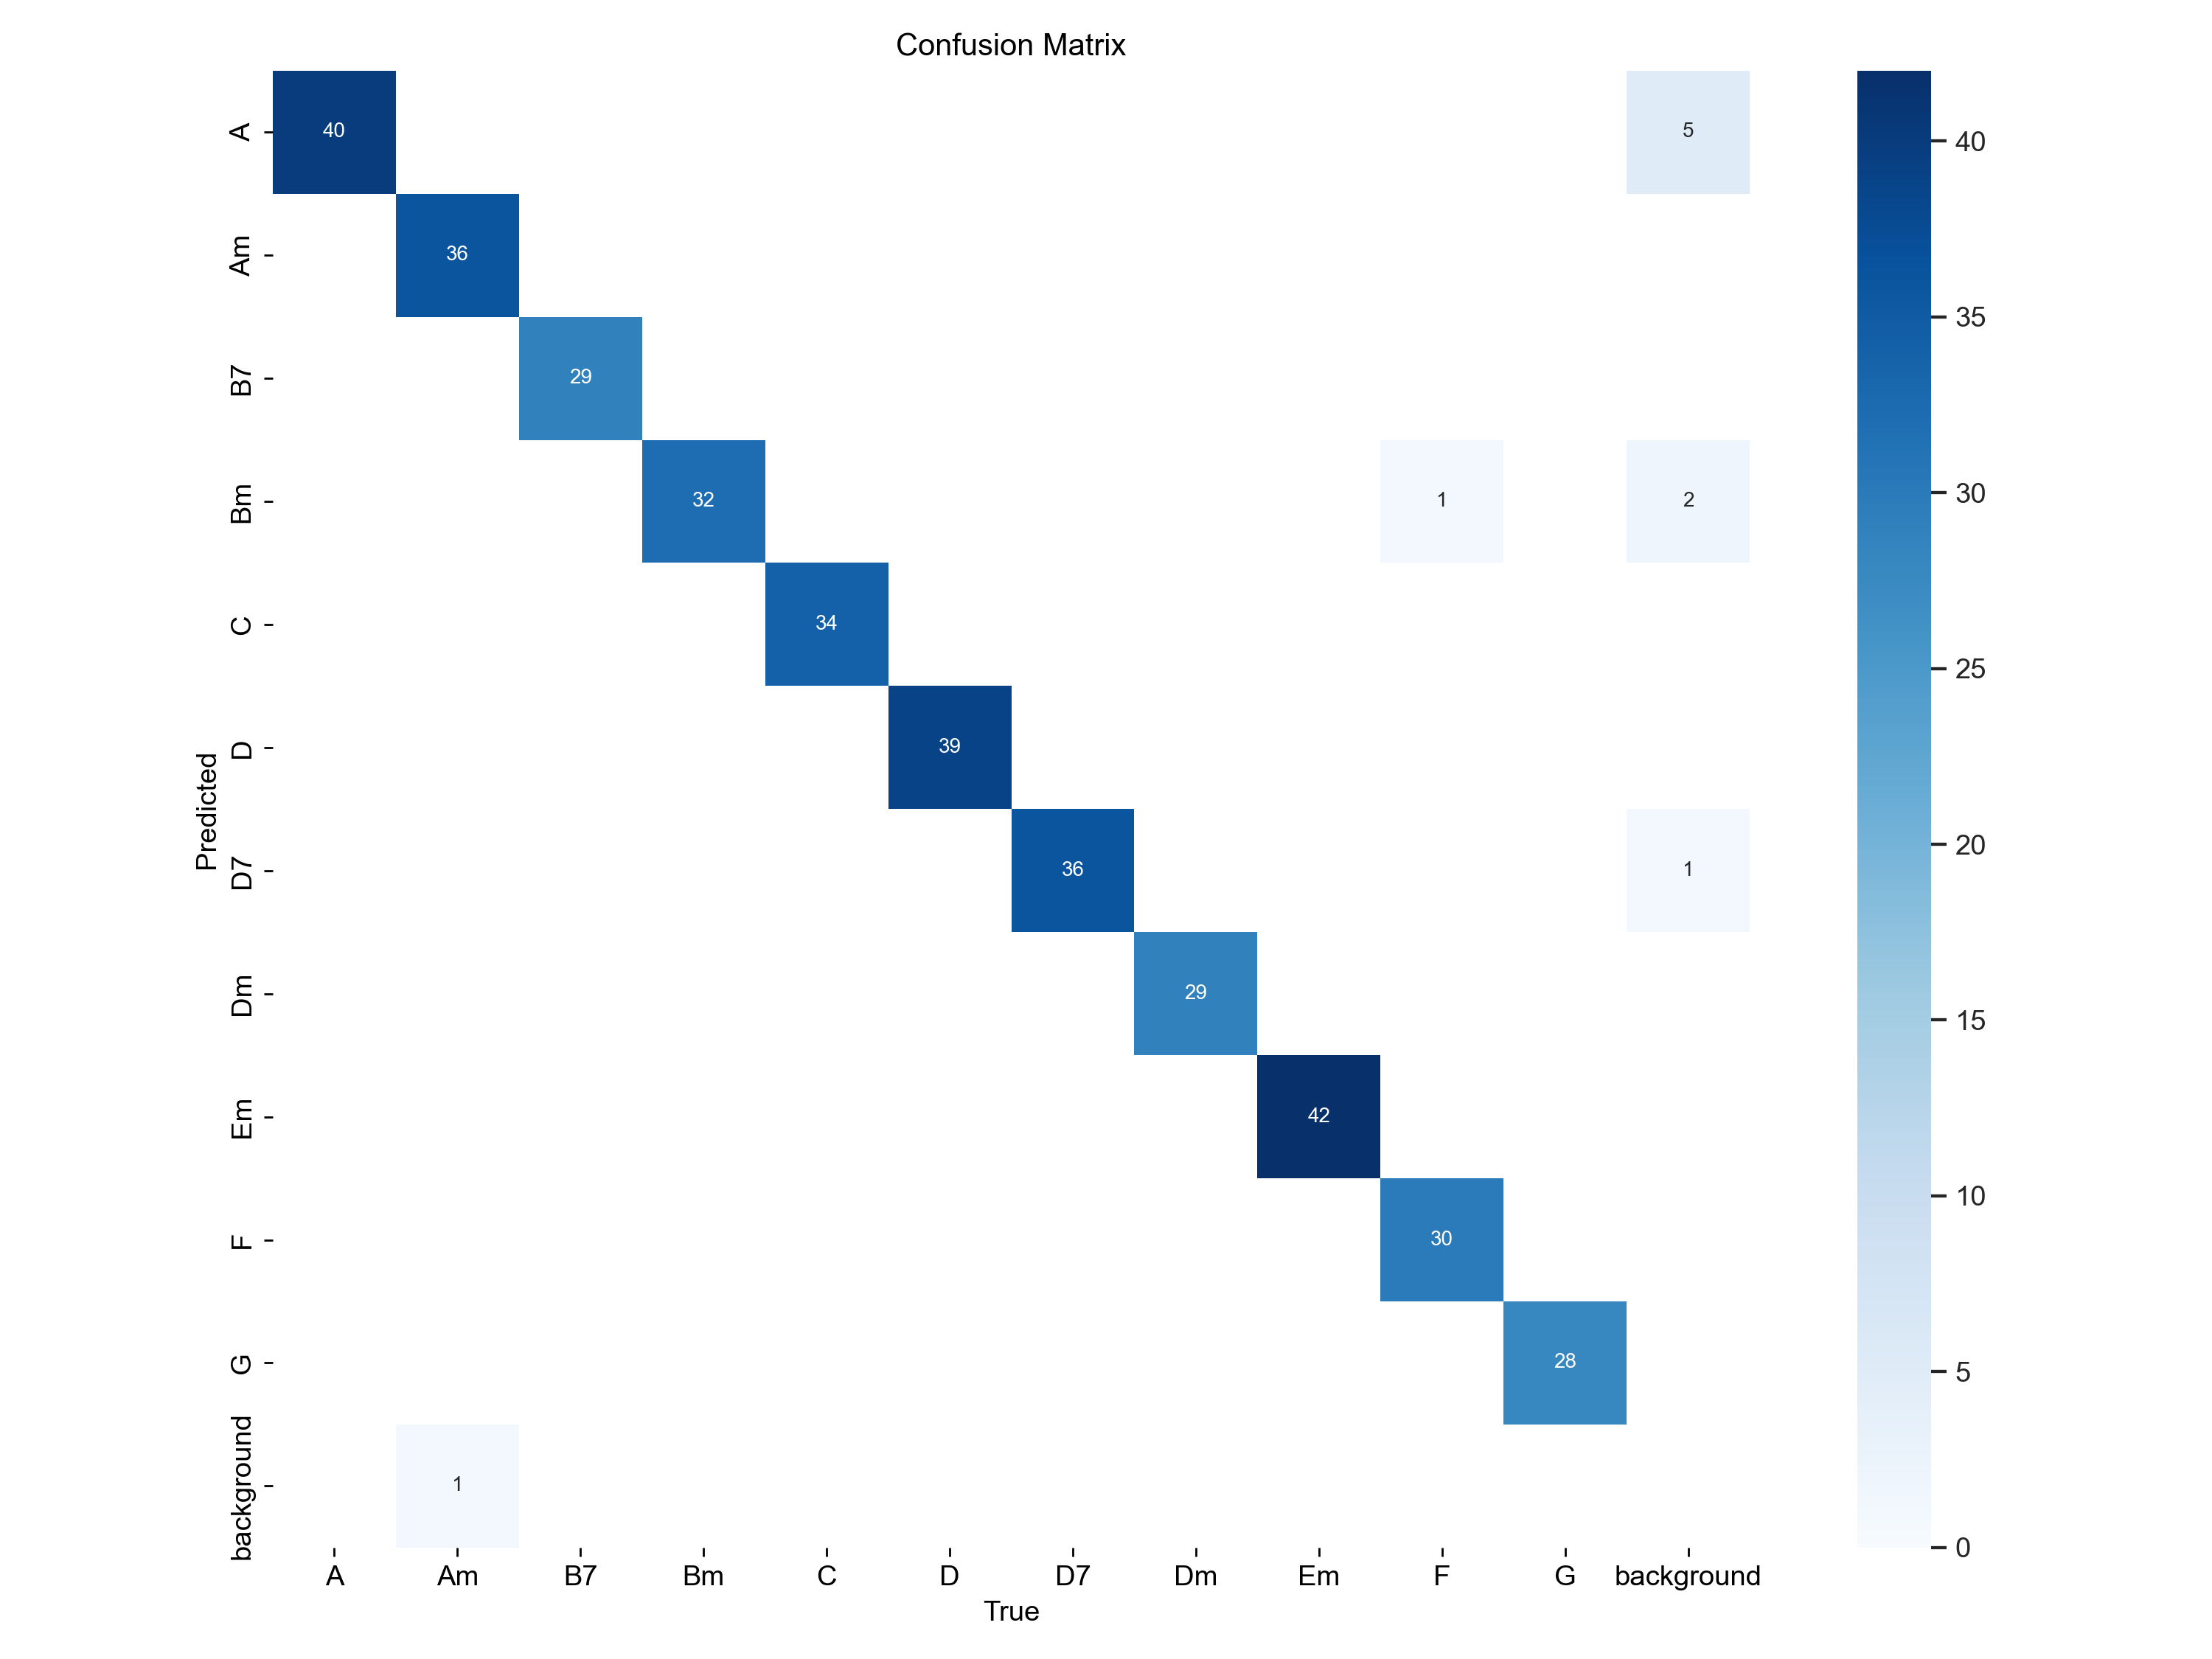 Confusion Matrix
A 40 5 40
Am 36 35
B7 29
Bm 32 1 2 30
C 34 25
D 39
Predicted
D7 36 1 20
Dm 29 15
Em 42
F 30 10
G 28 5
background 1 0
A Am B7 Bm C D D7 Dm Em F G background
True